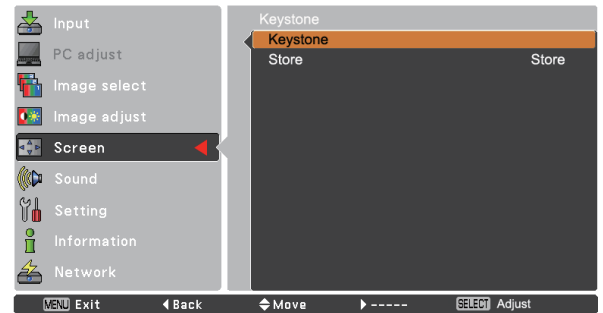 Input
PC adjust
Image select
Image adjust
Screen
Sound
Setting
Information
Network
Keystone
Keystone
Store Store
MENU Exit Back Move ----- SELECT Adjust